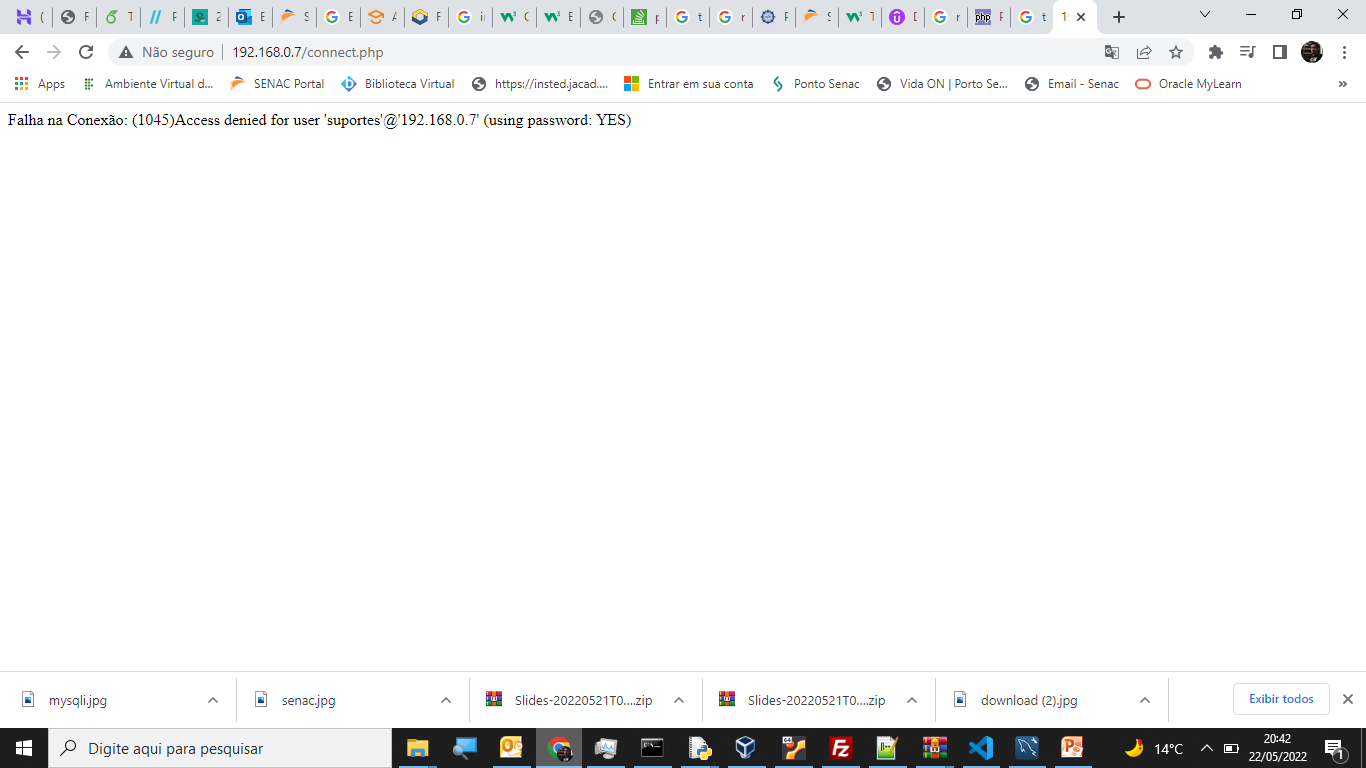 Não seguro 192.168.0.7/connect.php
Apps Ambiente Virtual d... SENAC Portal Biblioteca Virtual https://insted.jacad.... Entrar em sua conta Ponto Senac Vida ON | Porto Se... Email - Senac Oracle MyLearn »
Falha na Conexão: (1045)Access denied for user 'suportes'@'192.168.0.7' (using password: YES)
mysqli.jpg senac.jpg Slides-20220521T0....zip Slides-20220521T0....zip download (2).jpg Exibir todos
Digite aqui para pesquisar 14°C 20:42
22/05/2022